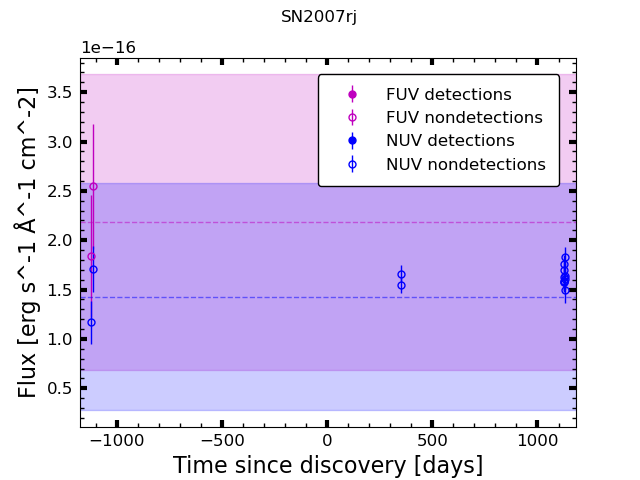 SN2007rj
1e−16
FUV detections
FUV nondetections
NUV detections
NUV nondetections
3.5
3.0
2.5
2.0
1.5
1.0
0.5
Flux [erg s^-1 Å^-1 cm^-2]
−1000
−500
0
500
1000
Time since discovery [days]